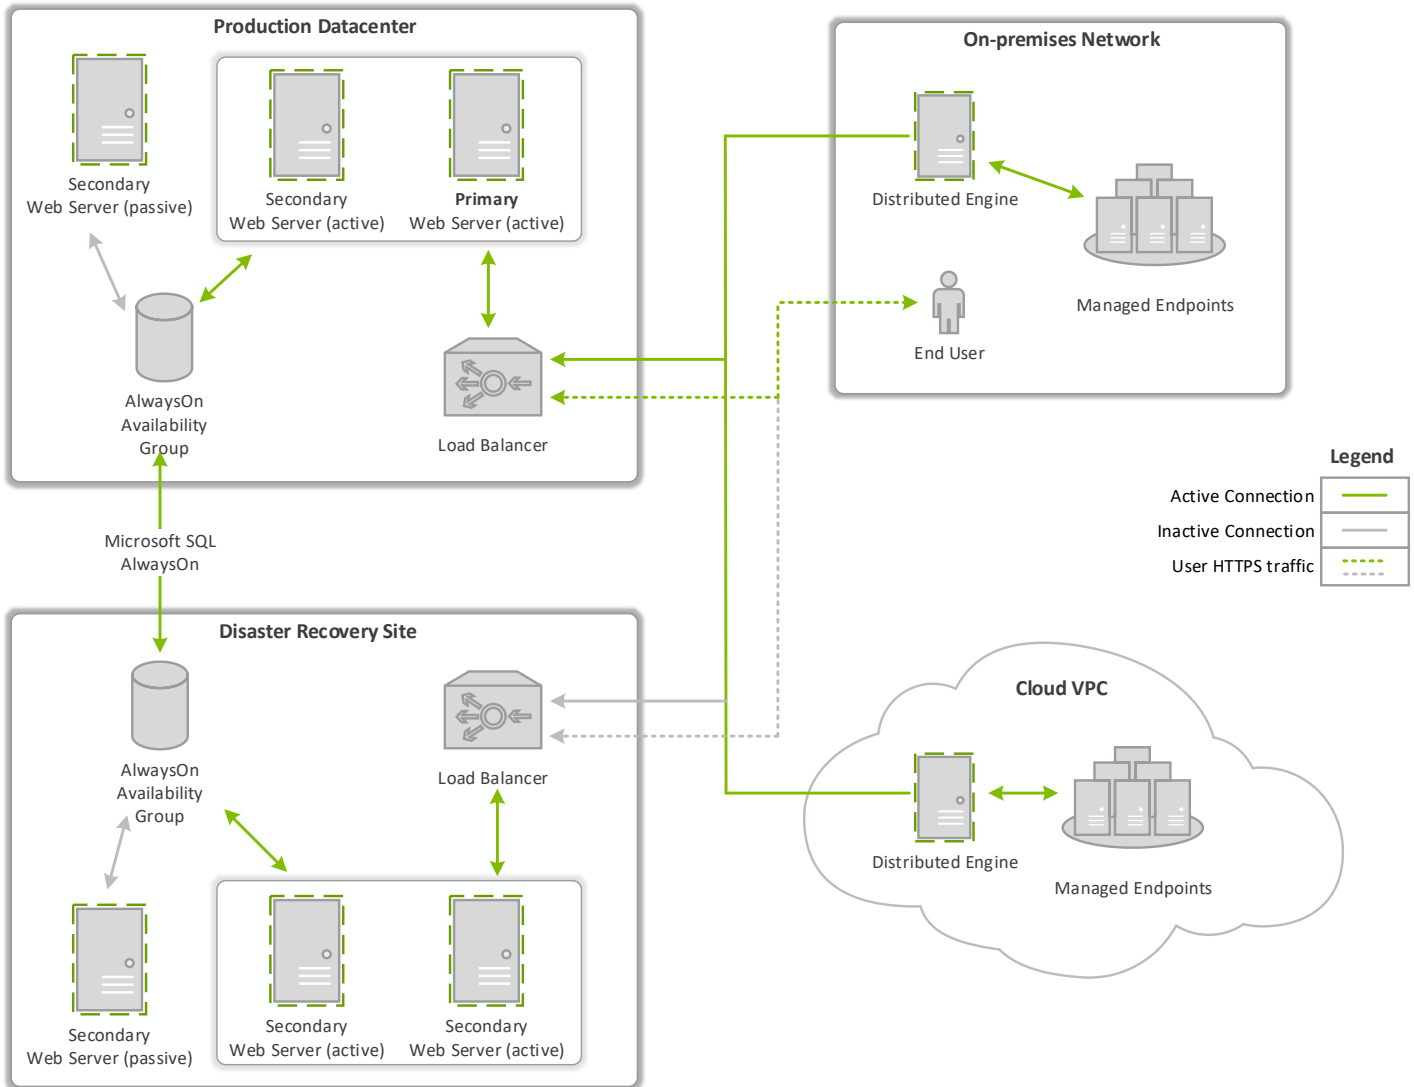 Production Datacenter
Secondary
Web Server (passive)
Secondary
Web Server (active)
Primary
Web Server (active)
AlwaysOn
Availability
Group
Load Balancer
On-premises Network
Distributed Engine
Managed Endpoints
End User
Legend
Active Connection
Inactive Connection
User HTTPS traffic
Microsoft SQL
AlwaysOn
Disaster Recovery Site
AlwaysOn
Availability
Group
Load Balancer
Secondary
Web Server (passive)
Secondary
Web Server (active)
Secondary
Web Server (active)
Cloud VPC
Distributed Engine
Managed Endpoints